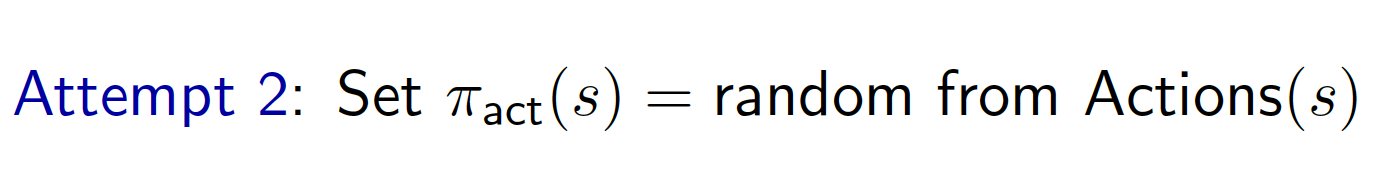 Attempt 2: Set π_act(s) = random from Actions(s)